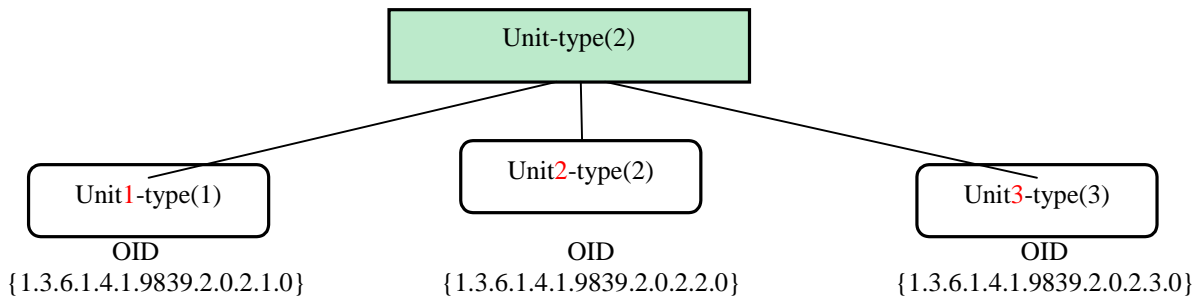 Unit-type(2)
Unit1-type(1)
Unit2-type(2)
Unit3-type(3)
OID
{1.3.6.1.4.1.9839.2.0.2.1.0}
OID
{1.3.6.1.4.1.9839.2.0.2.2.0}
OID
{1.3.6.1.4.1.9839.2.0.2.3.0}